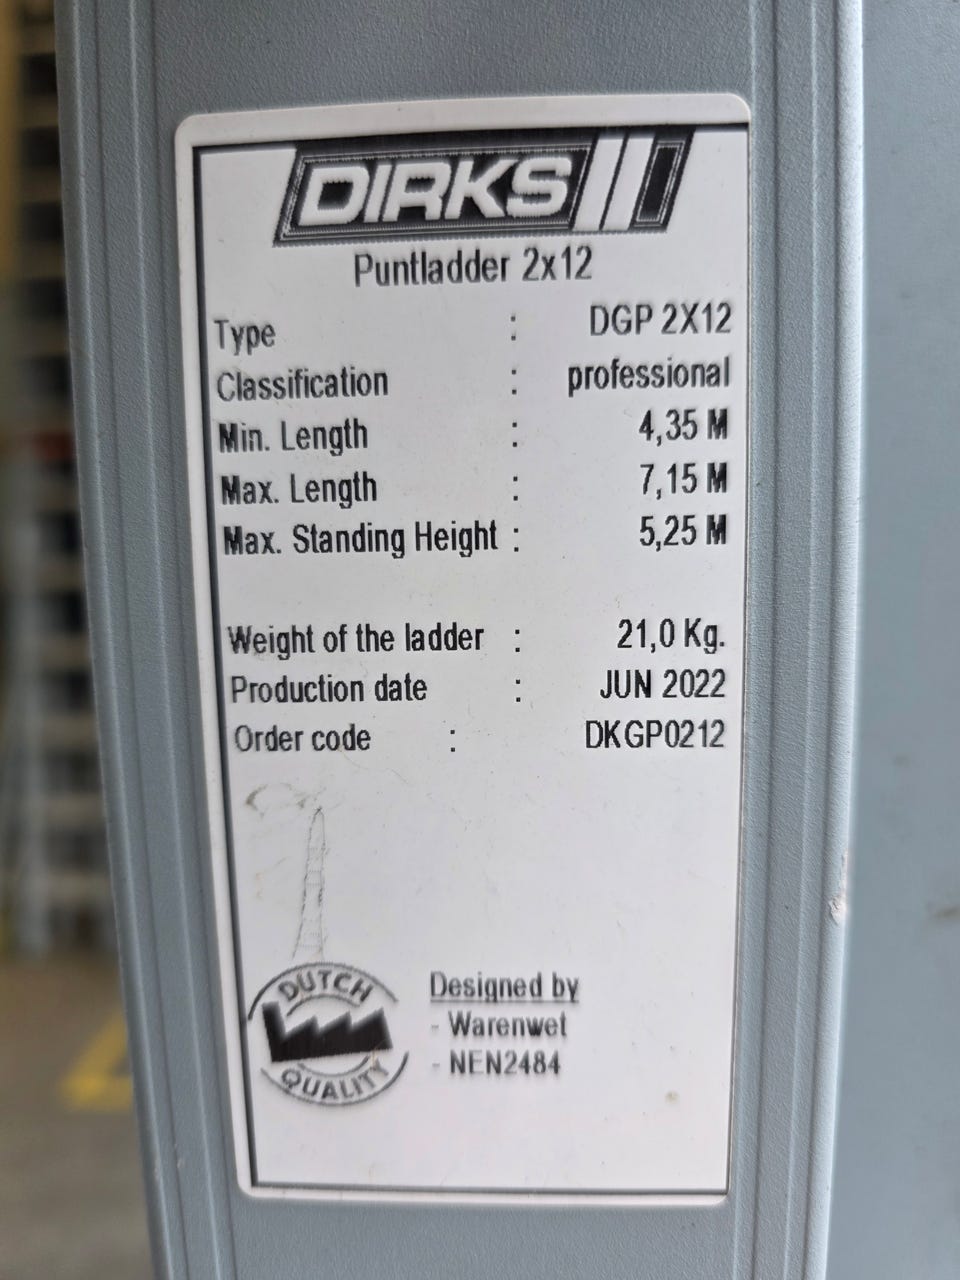 DIRKS
Puntladder 2x12
Type : DGP 2X12
Classification : professional
Min. Length : 4,35 M
Max. Length : 7,15 M
Max. Standing Height : 5,25 M
Weight of the ladder : 21,0 Kg.
Production date : JUN 2022
Order code : DKGP0212
DUTCH
QUALITY
Designed by
- Warenwet
- NEN2484